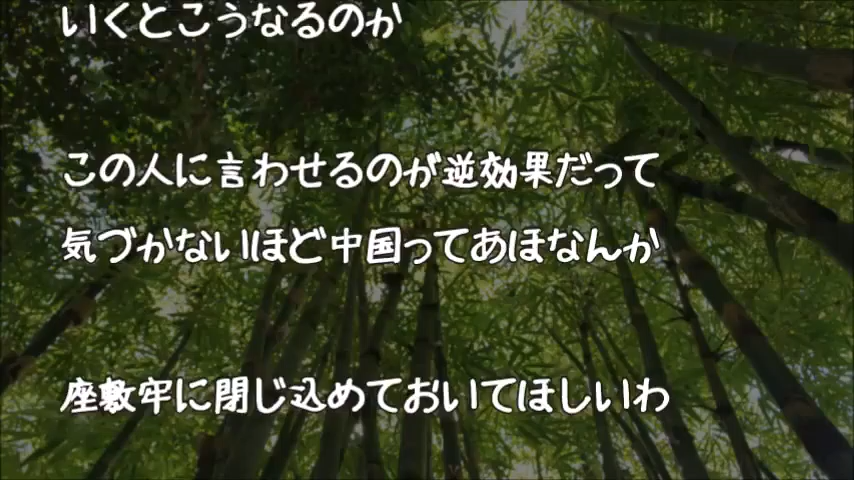 いくとこうなるのか
この人に言わせるのが逆効果だって
気づかないほど中国ってあほなんか
座敷牢に閉じ込めておいてほしいわ